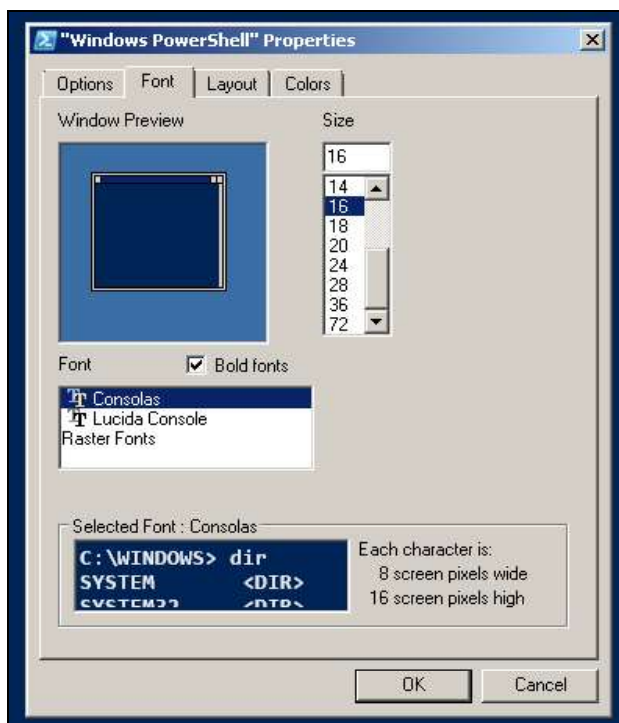 "Windows PowerShell" Properties
Options Font Layout Colors
Window Preview Size
16
14
16
18
20
24
28
36
72
Font Bold fonts
Consolas
Lucida Console
Raster Fonts
Selected Font : Consolas
C:\WINDOWS> dir
SYSTEM <DIR>
SYSTEM32 <DIR>
Each character is:
8 screen pixels wide
16 screen pixels high
OK Cancel